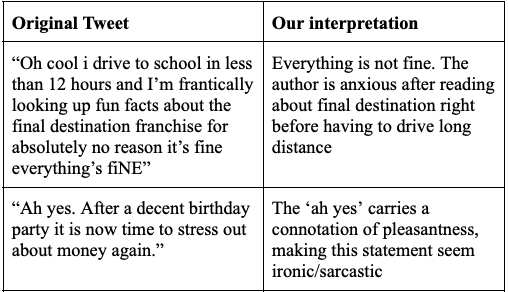 Original Tweet
Our interpretation
“Oh cool i drive to school in less
than 12 hours and I’m frantically
looking up fun facts about the
final destination franchise for
absolutely no reason it’s fine
everything’s fiNE”
Everything is not fine. The
author is anxious after reading
about final destination right
before having to drive long
distance
“Ah yes. After a decent birthday
party it is now time to stress out
about money again.”
The ‘ah yes’ carries a
connotation of pleasantness,
making this statement seem
ironic/sarcastic